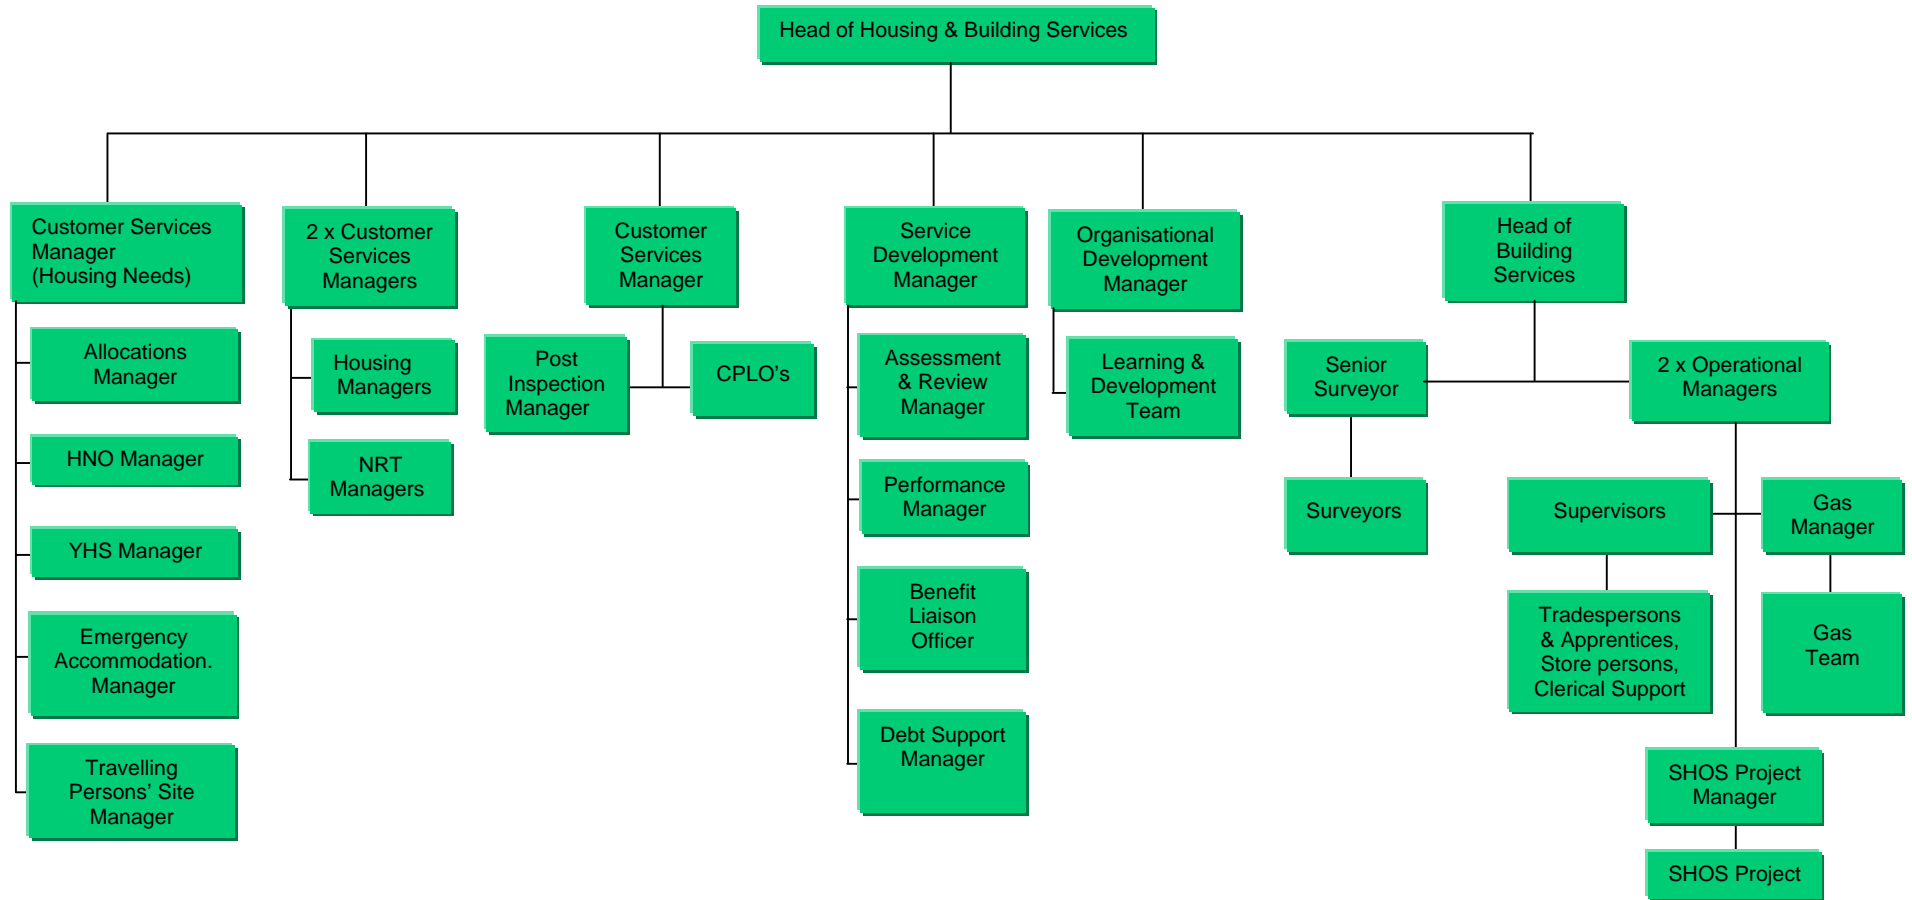 Head of Housing & Building Services
Customer Services
Manager
(Housing Needs)
2 x Customer
Services
Managers
Customer
Services
Manager
Service
Development
Manager
Organisational
Development
Manager
Head of
Building
Services
Allocations
Manager
HNO Manager
YHS Manager
Emergency
Accommodation.
Manager
Travelling
Persons’ Site
Manager
Housing
Managers
NRT
Managers
Post
Inspection
Manager
CPLO’s
Assessment
& Review
Manager
Performance
Manager
Benefit
Liaison
Officer
Debt Support
Manager
Learning &
Development
Team
Senior
Surveyor
Surveyors
2 x Operational
Managers
Supervisors
Tradespersons
& Apprentices,
Store persons,
Clerical Support
Gas
Manager
Gas
Team
SHOS Project
Manager
SHOS Project